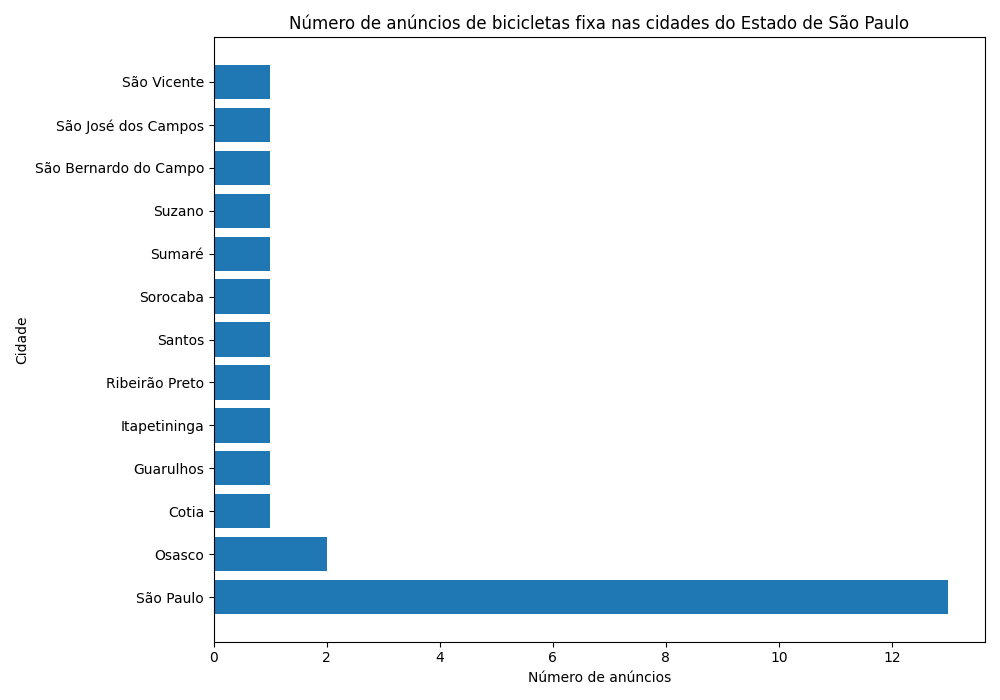 Número de anúncios de bicicletas fixa nas cidades do Estado de São Paulo
São Vicente
São José dos Campos
São Bernardo do Campo
Suzano
Sumaré
Sorocaba
Santos
Ribeirão Preto
Itapetininga
Guarulhos
Cotia
Osasco
São Paulo
Cidade
0 2 4 6 8 10 12
Número de anúncios